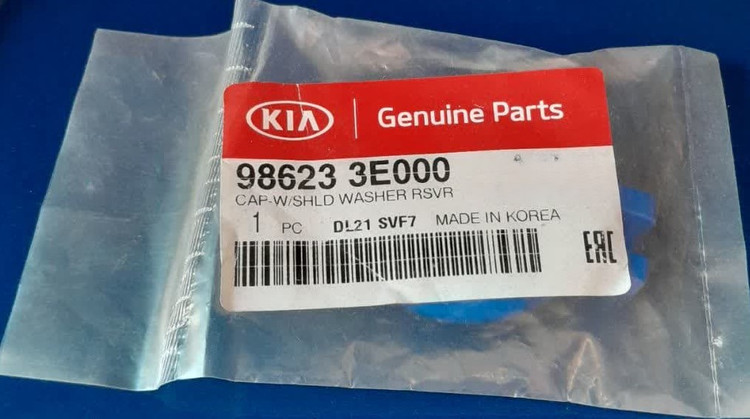 KIA Genuine Parts
98623 3E000
CAP-W/SHLD WASHER RSVR
1 PC DL21 SVF7 MADE IN KOREA
EAC